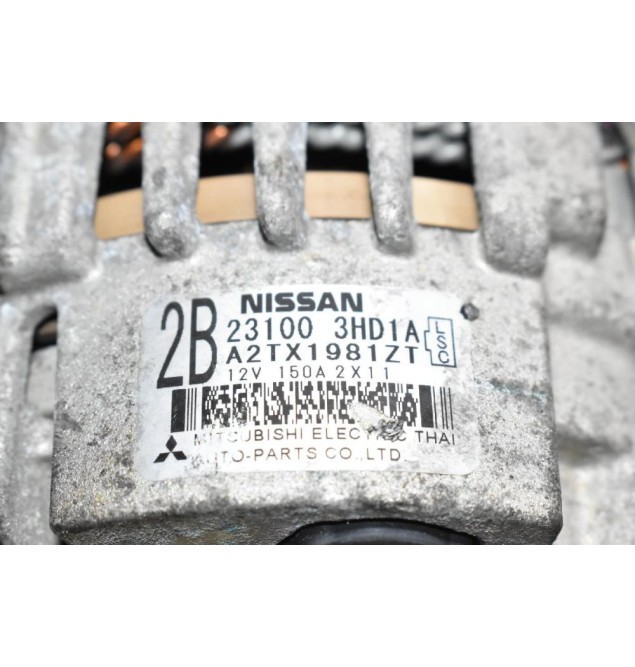 NISSAN
2B 23100 3HD1A
A2TX1981ZT
LSC
12V 150A 2X11
MITSUBISHI ELECTRIC THAI
AUTO-PARTS CO.,LTD.